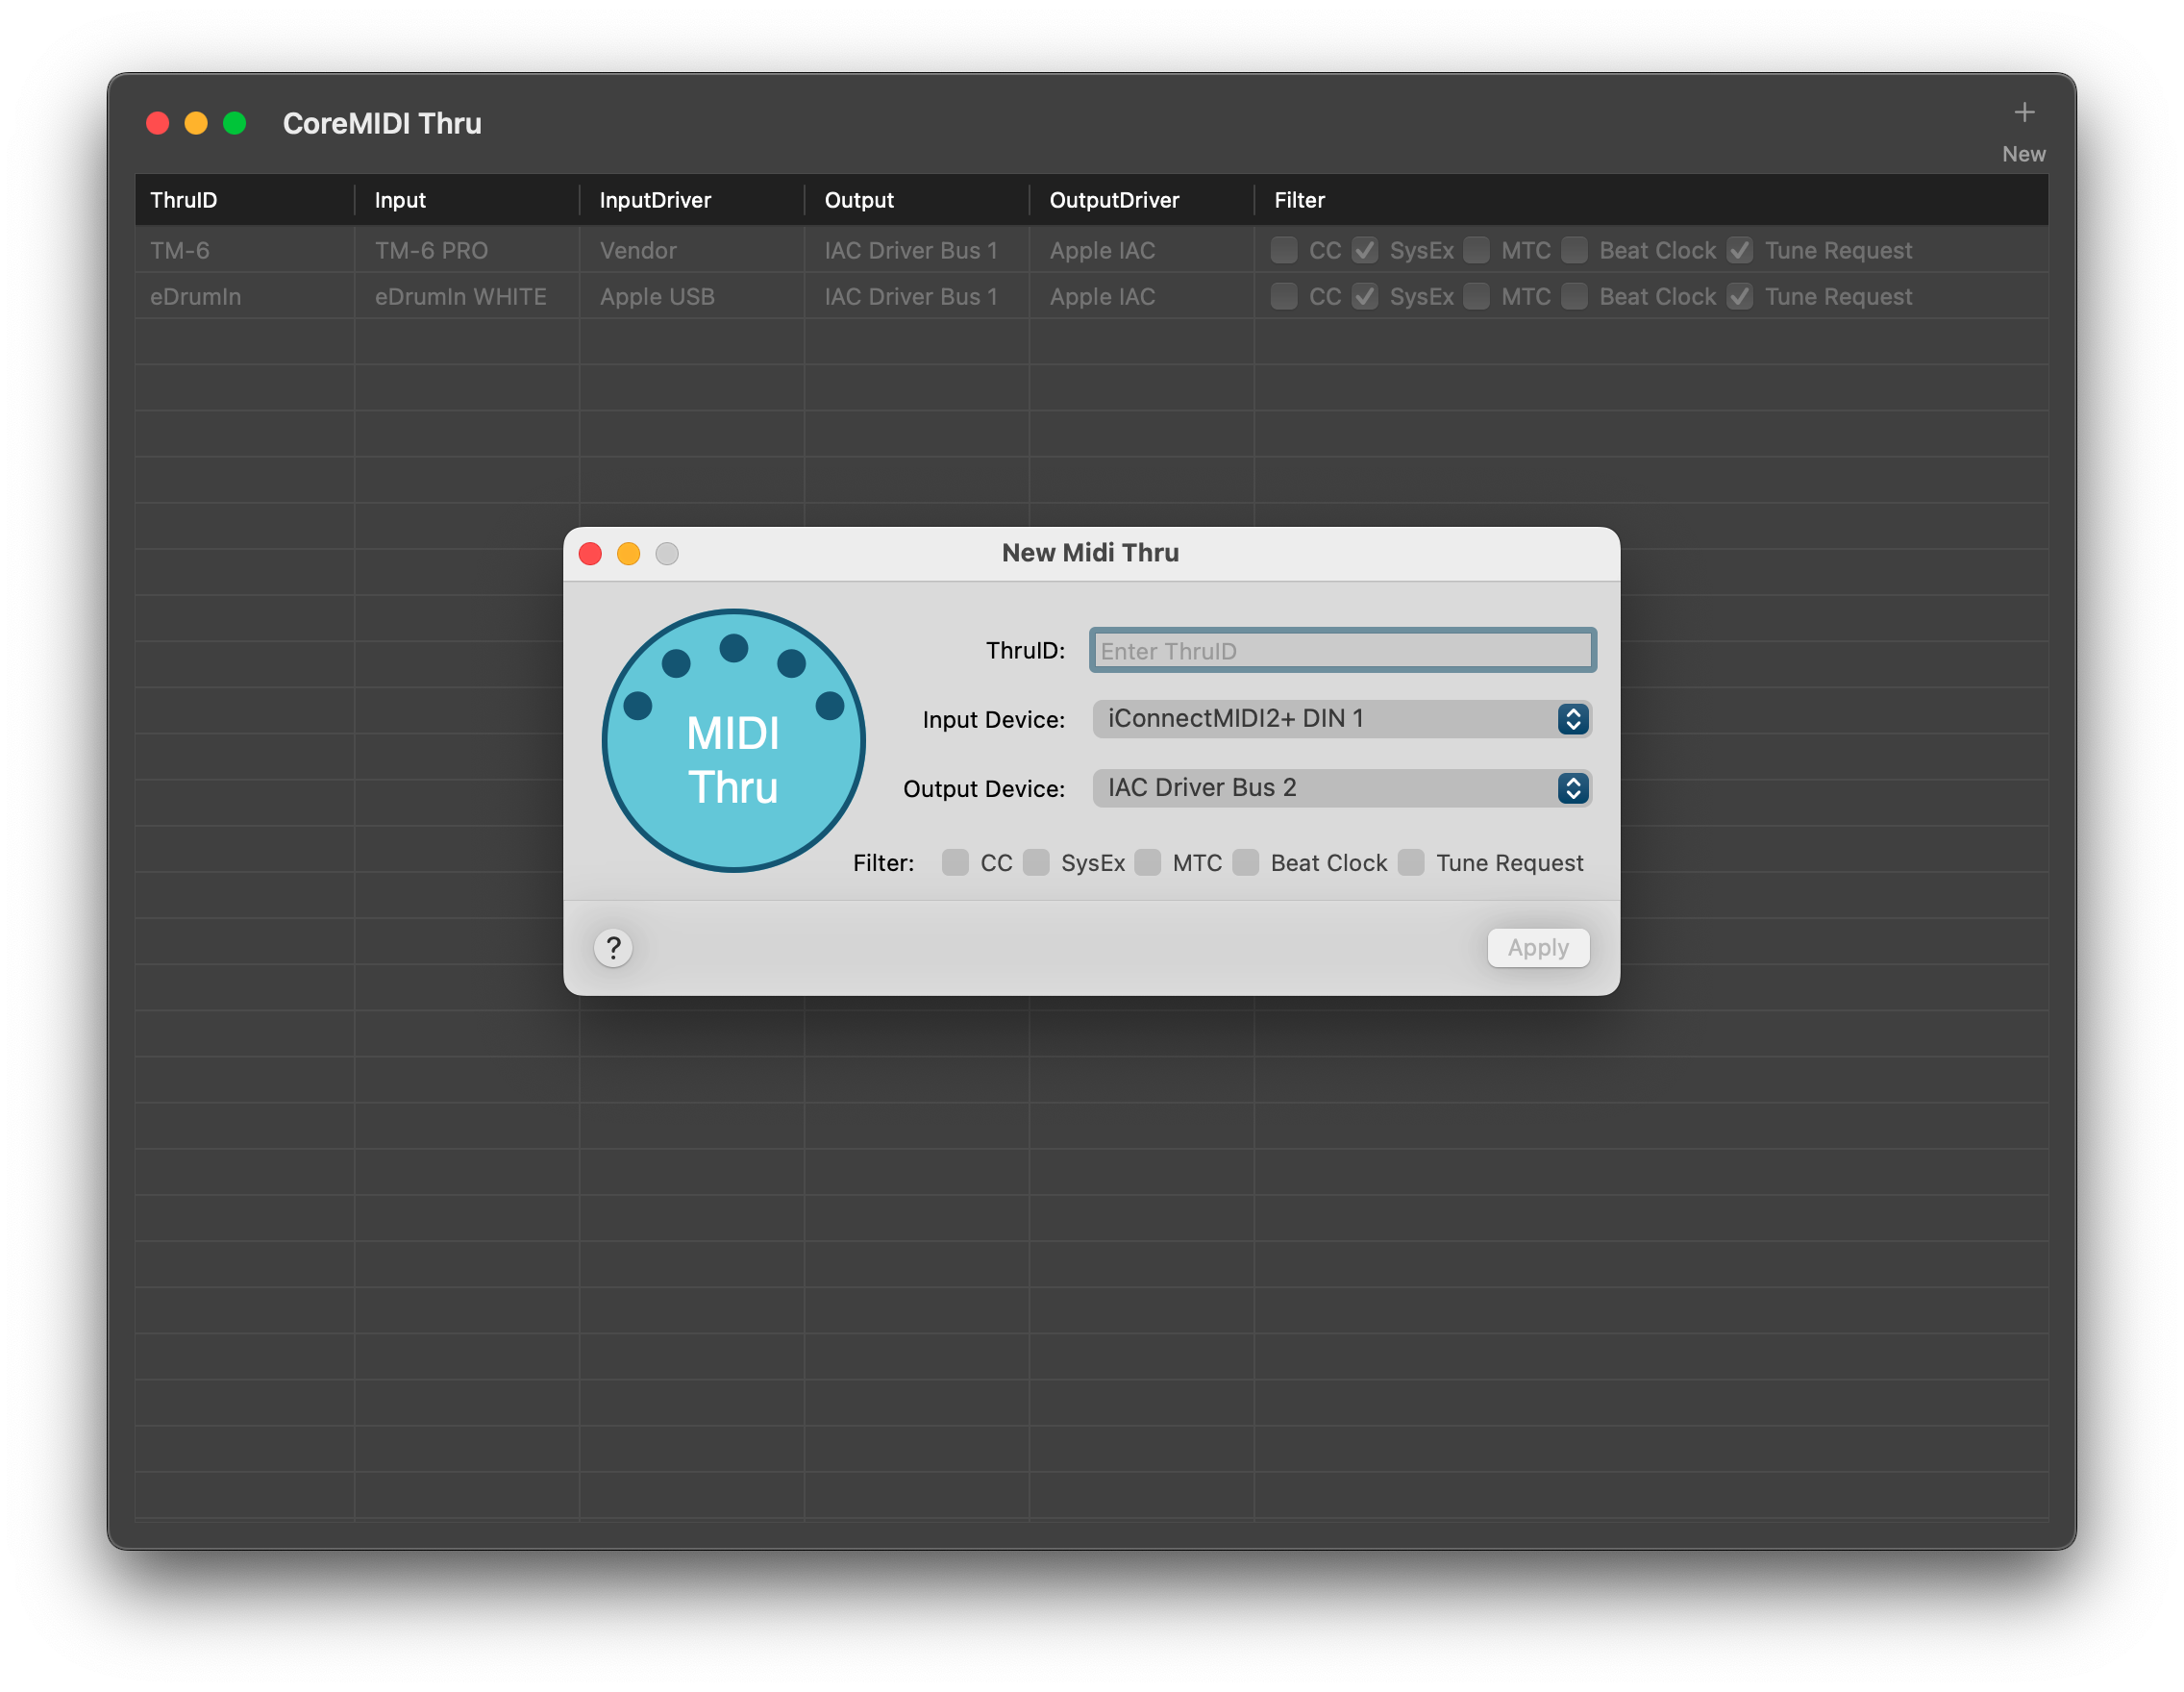 CoreMIDI Thru
New
ThruID Input InputDriver Output OutputDriver Filter
TM-6 TM-6 PRO Vendor IAC Driver Bus 1 Apple IAC CC SysEx MTC Beat Clock Tune Request
eDrumIn eDrumIn WHITE Apple USB IAC Driver Bus 1 Apple IAC CC SysEx MTC Beat Clock Tune Request
New Midi Thru
MIDI
Thru
ThruID: Enter ThruID
Input Device: iConnectMIDI2+ DIN 1
Output Device: IAC Driver Bus 2
Filter: CC SysEx MTC Beat Clock Tune Request
? Apply